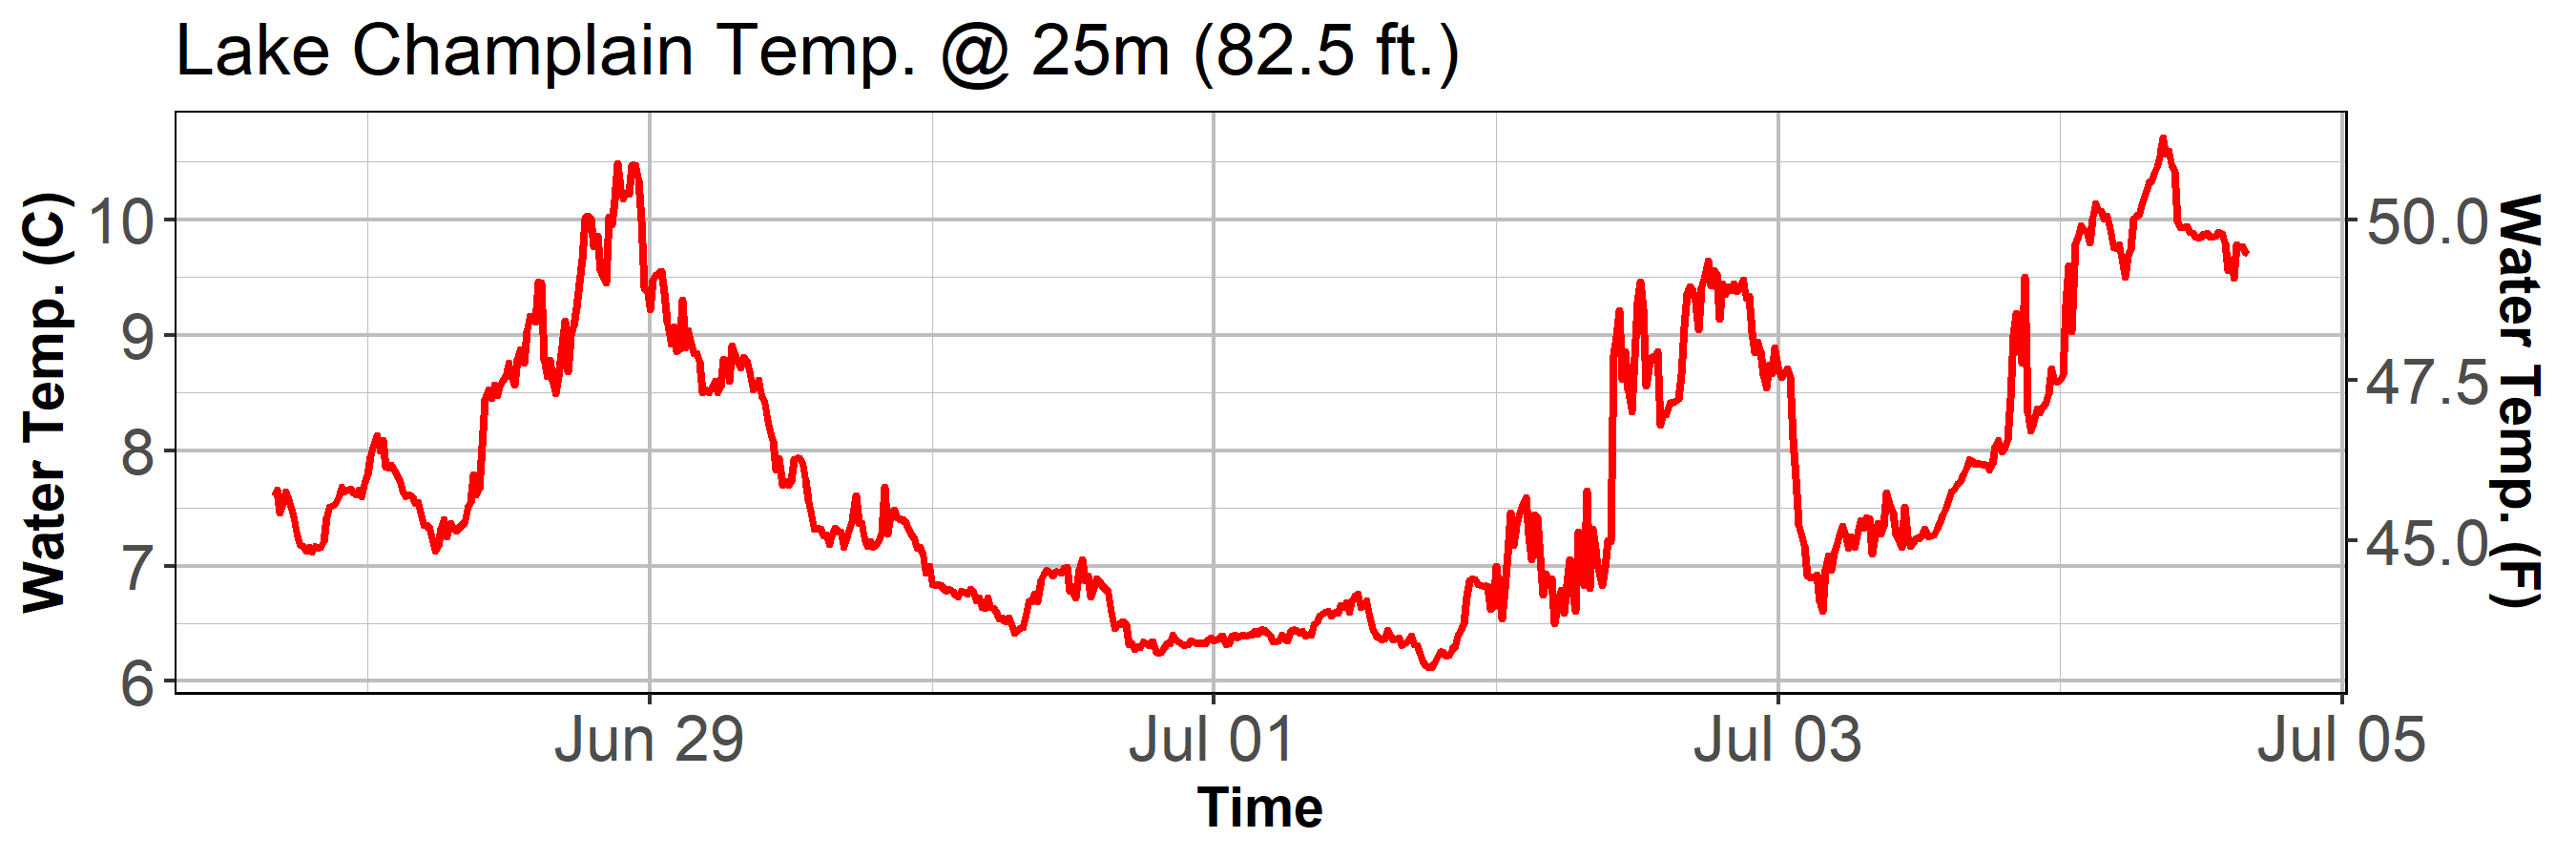 Lake Champlain Temp. @ 25m (82.5 ft.)
Water Temp. (C)
10
9
8
7
6
50.0
47.5
45.0
Water Temp. (F)
Jun 29
Jul 01
Jul 03
Jul 05
Time